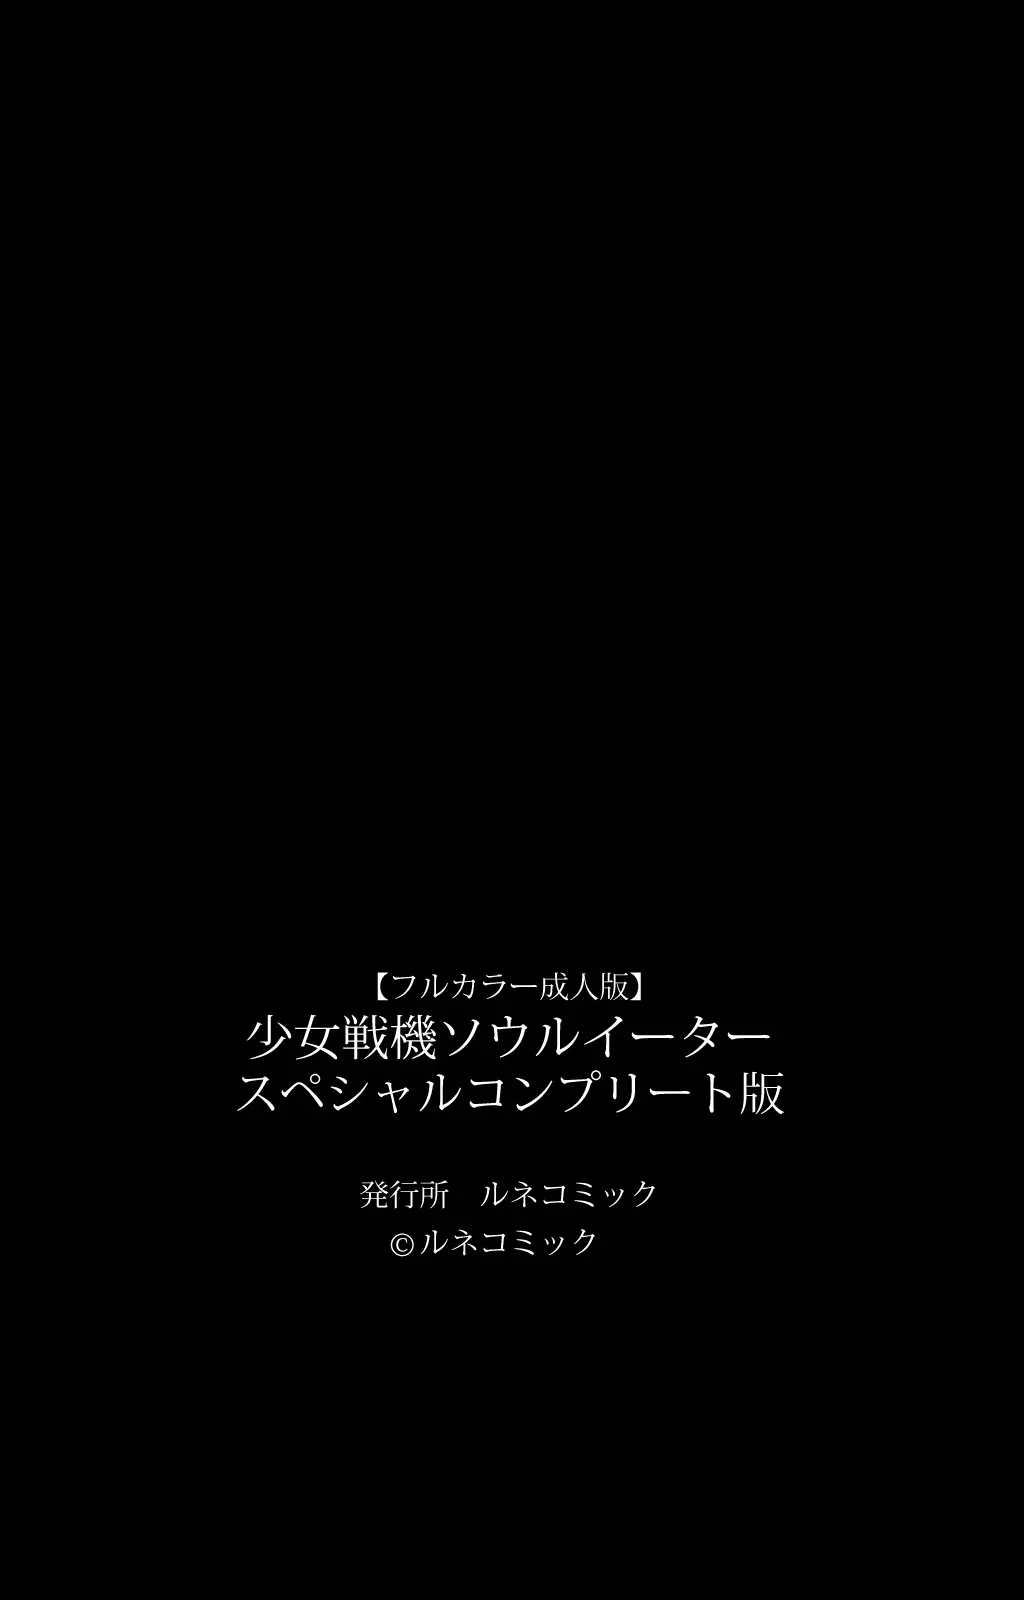 【フルカラー成人版】
少女戦機ソウルイーター
スペシャルコンプリート版
発行所　ルネコミック
©ルネコミック